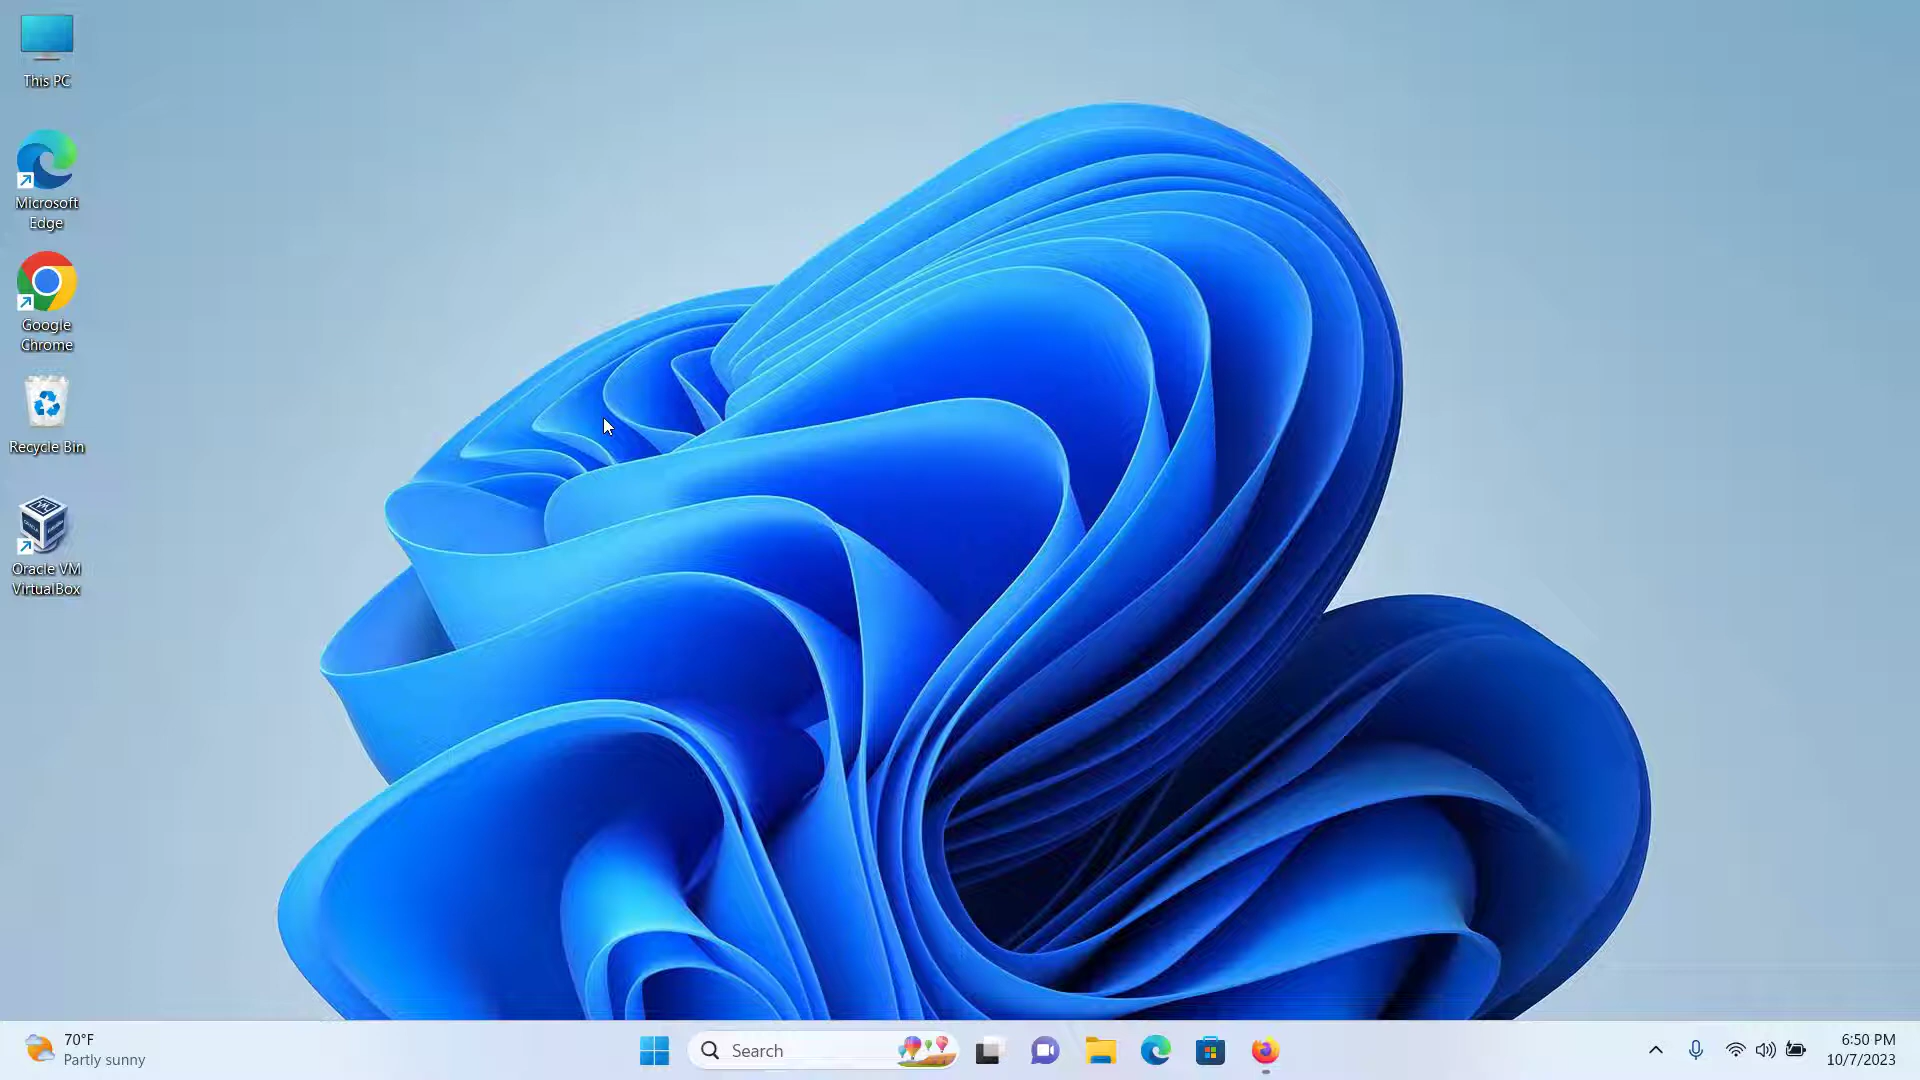 This PC
Microsoft
Edge
Google
Chrome
Recycle Bin
Oracle VM
VirtualBox
70°F
Partly sunny
Search
6:50 PM
10/7/2023